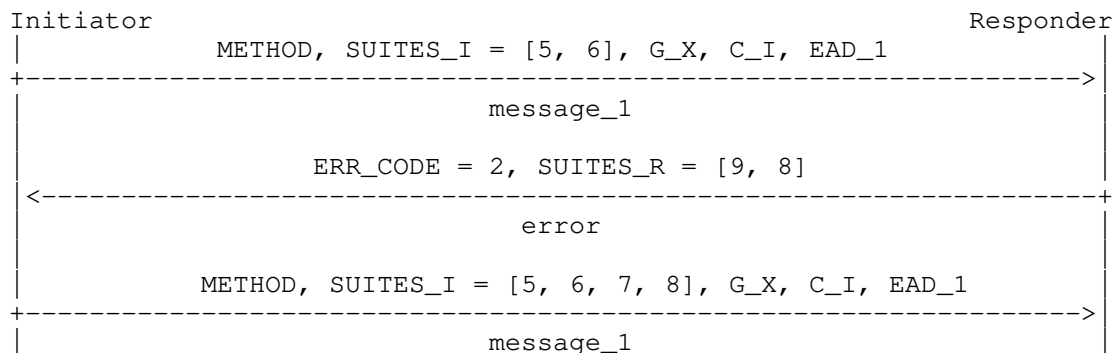 Initiator Responder
METHOD, SUITES_I = [5, 6], G_X, C_I, EAD_1
message_1
ERR_CODE = 2, SUITES_R = [9, 8]
error
METHOD, SUITES_I = [5, 6, 7, 8], G_X, C_I, EAD_1
message_1